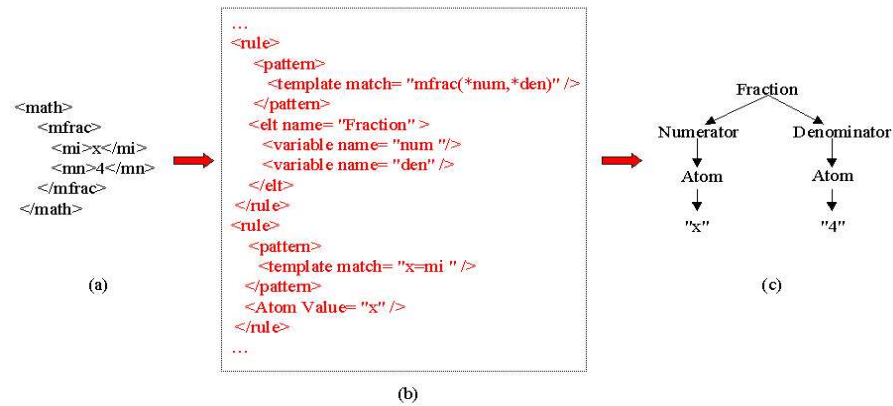 <math>
<mfrac>
<mi>x</mi>
<mn>4</mn>
</mfrac>
</math>
(a)
...
<rule>
<pattern>
<template match= "mfrac(*num,*den)" />
</pattern>
<elt name= "Fraction" >
<variable name= "num "/>
<variable name= "den" />
</elt>
</rule>
<rule>
<pattern>
<template match= "x=mi " />
</pattern>
<Atom Value= "x" />
</rule>
...
(b)
Fraction
Numerator Denominator
Atom Atom
"x" "4"
(c)